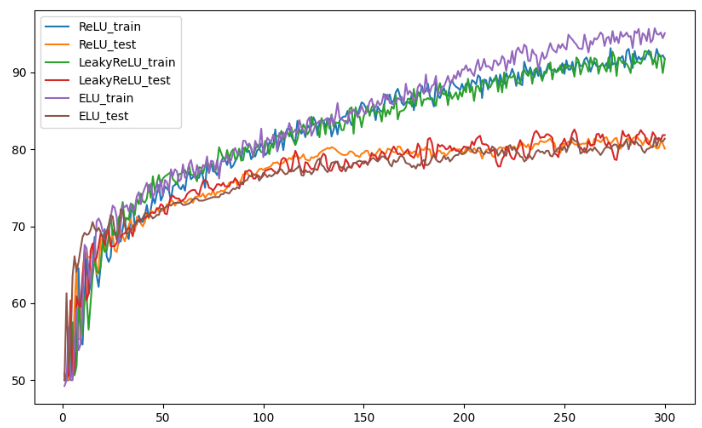 ReLU_train
ReLU_test
LeakyReLU_train
LeakyReLU_test
ELU_train
ELU_test
90
80
70
60
50
0 50 100 150 200 250 300